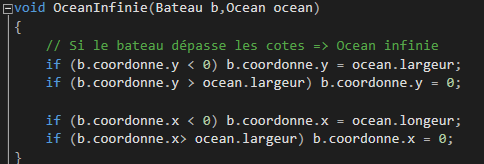 void OceanInfinie(Bateau b,Ocean ocean)
{
// Si le bateau dépasse les cotes => Ocean infinie
if (b.coordonne.y < 0) b.coordonne.y = ocean.largeur;
if (b.coordonne.y > ocean.largeur) b.coordonne.y = 0;
if (b.coordonne.x < 0) b.coordonne.x = ocean.longeur;
if (b.coordonne.x> ocean.largeur) b.coordonne.x = 0;
}